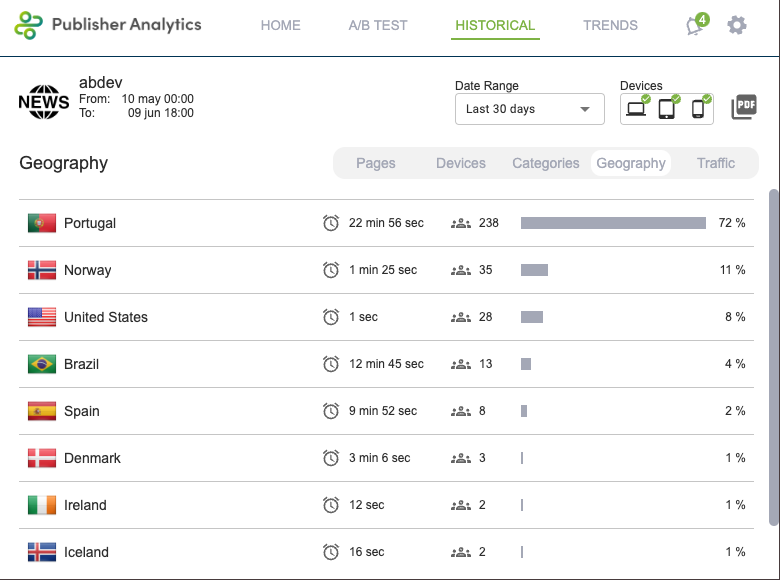 Publisher Analytics HOME A/B TEST HISTORICAL TRENDS 4
NEWS
abdev
From: 10 may 00:00
To: 09 jun 18:00
Date Range
Last 30 days
Devices
PDF
Geography
Pages Devices Categories Geography Traffic
Portugal 22 min 56 sec 238 72 %
Norway 1 min 25 sec 35 11 %
United States 1 sec 28 8 %
Brazil 12 min 45 sec 13 4 %
Spain 9 min 52 sec 8 2 %
Denmark 3 min 6 sec 3 1 %
Ireland 12 sec 2 1 %
Iceland 16 sec 2 1 %